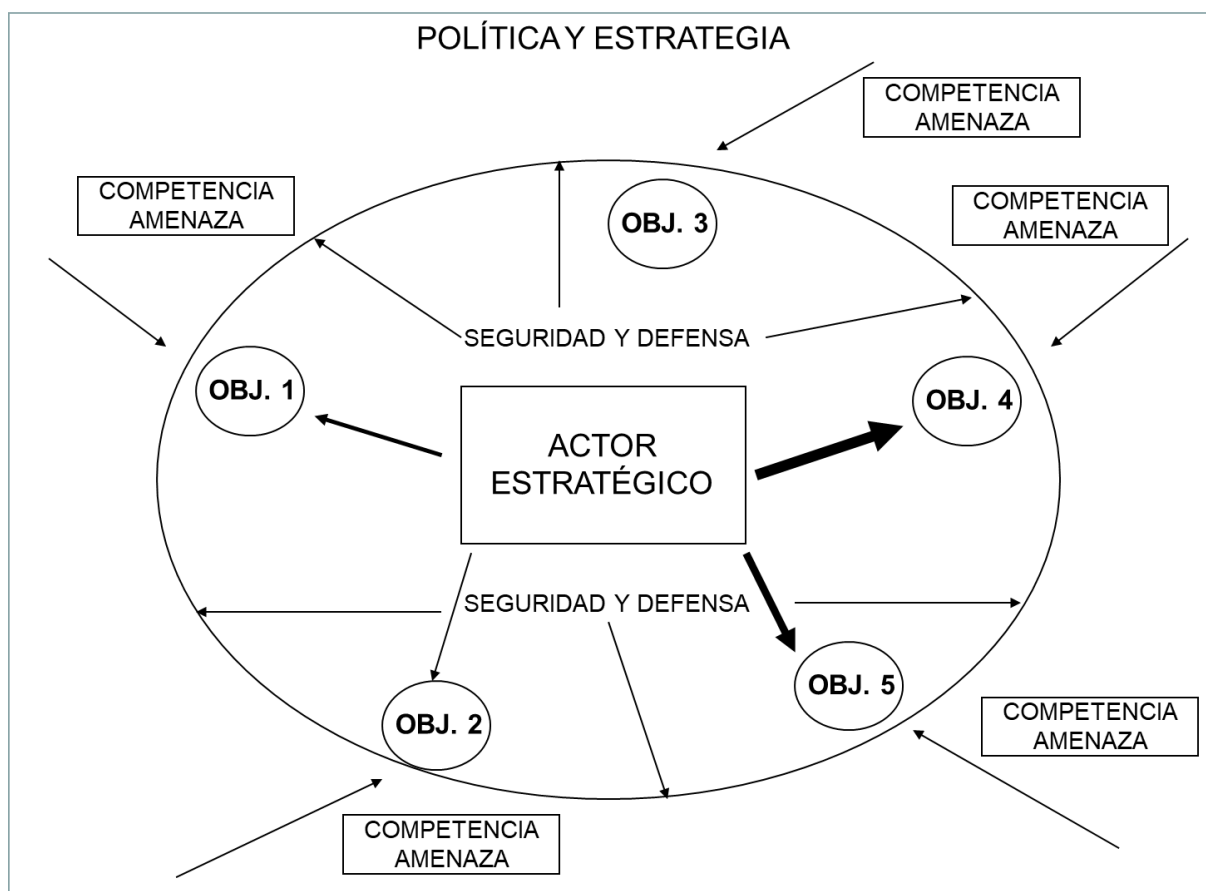 POLÍTICA Y ESTRATEGIA
COMPETENCIA
AMENAZA
COMPETENCIA
AMENAZA
COMPETENCIA
AMENAZA
OBJ. 3
SEGURIDAD Y DEFENSA
OBJ. 1
OBJ. 4
ACTOR
ESTRATÉGICO
SEGURIDAD Y DEFENSA
OBJ. 5
OBJ. 2
COMPETENCIA
AMENAZA
COMPETENCIA
AMENAZA